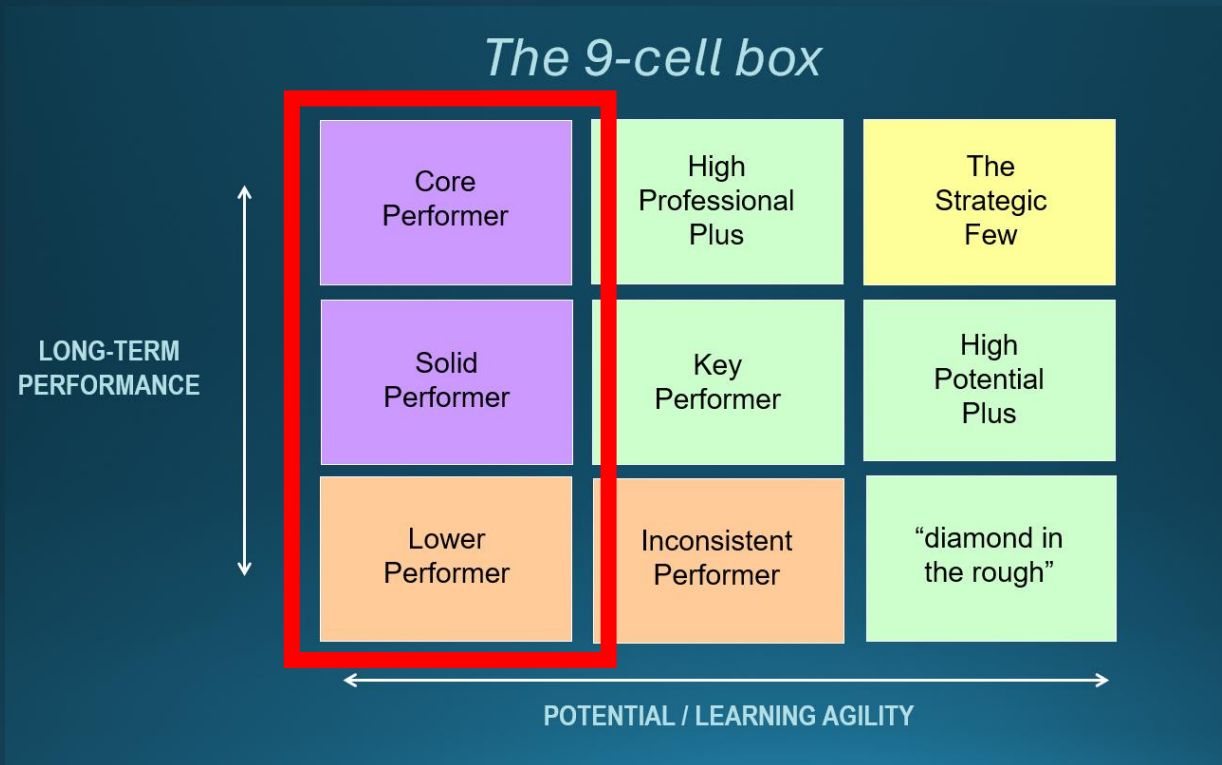 The 9-cell box
Core
Performer
High
Professional
Plus
The
Strategic
Few
LONG-TERM
PERFORMANCE
Solid
Performer
Key
Performer
High
Potential
Plus
Lower
Performer
Inconsistent
Performer
“diamond in
the rough”
POTENTIAL / LEARNING AGILITY